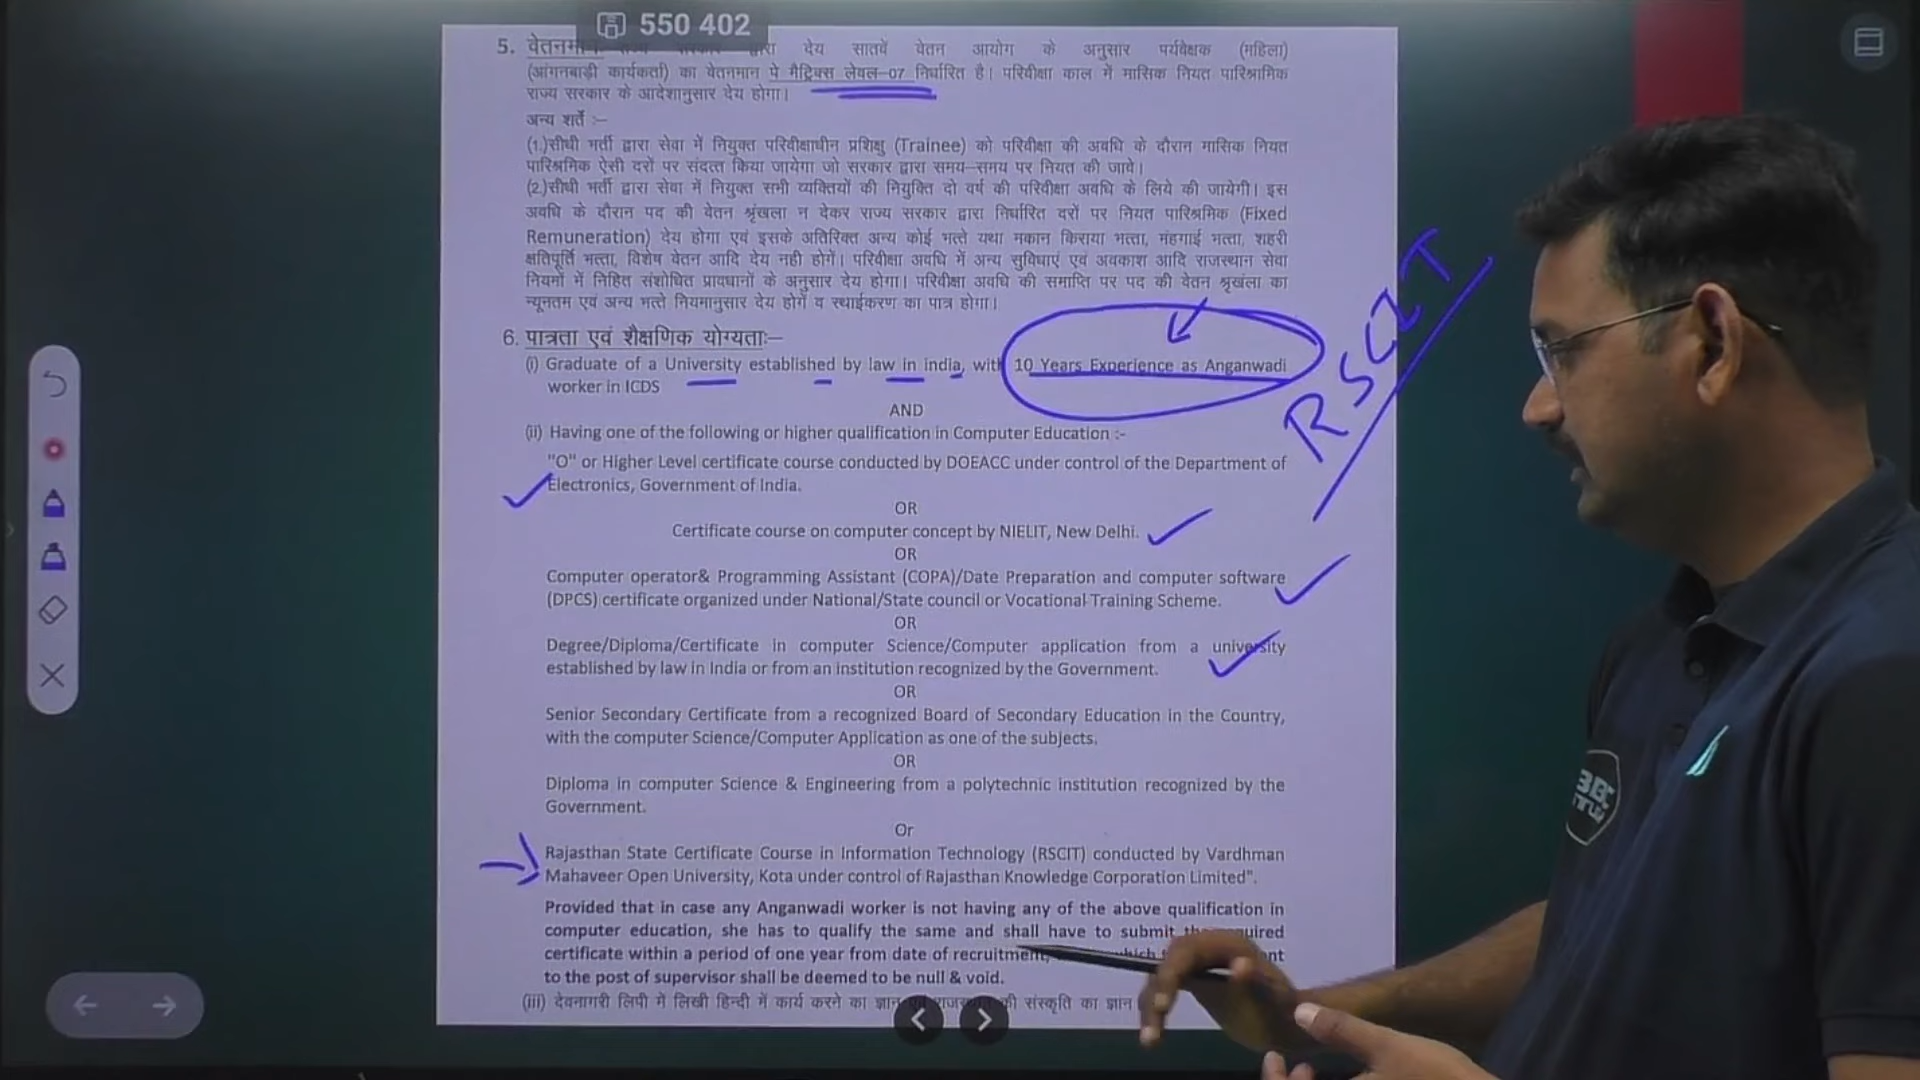 550 402
5. वेतनमान राज्य सरकार द्वारा देय सातवें वेतन आयोग के अनुसार पर्यवेक्षक (महिला)
(आंगनबाड़ी कार्यकर्ता) का वेतनमान पे मैट्रिक्स लेवल–07 निर्धारित है। परिवीक्षा काल में मासिक नियत पारिश्रमिक
राज्य सरकार के आदेशानुसार देय होगा।
अन्य शर्ते :–
(1.)सीधी भर्ती द्वारा सेवा में नियुक्त परिवीक्षाधीन प्रशिक्षु (Trainee) को परिवीक्षा की अवधि के दौरान मासिक नियत
पारिश्रमिक ऐसी दरों पर संदत्त किया जायेगा जो सरकार द्वारा समय–समय पर नियत की जावे।
(2.)सीधी भर्ती द्वारा सेवा में नियुक्त सभी व्यक्तियों की नियुक्ति दो वर्ष की परिवीक्षा अवधि के लिये की जायेगी। इस
अवधि के दौरान पद की वेतन श्रृंखला न देकर राज्य सरकार द्वारा निर्धारित दरों पर नियत पारिश्रमिक (Fixed
Remuneration) देय होगा एवं इसके अतिरिक्त अन्य कोई भत्ते यथा मकान किराया भत्ता, मंहगाई भत्ता, शहरी
क्षतिपूर्ति भत्ता, विशेष वेतन आदि देय नही होगें। परिवीक्षा अवधि में अन्य सुविधाएं एवं अवकाश आदि राजस्थान सेवा
नियमों में निहित संशोधित प्रावधानों के अनुसार देय होगा। परिवीक्षा अवधि की समाप्ति पर पद की वेतन श्रृंखला का
न्यूनतम एवं अन्य भत्ते नियमानुसार देय होगें व स्थाईकरण का पात्र होगा।
RSCIT
6. पात्रता एवं शैक्षणिक योग्यताः–
(i) Graduate of a University established by law in india, with 10 Years Experience as Anganwadi
worker in ICDS
AND
(ii) Having one of the following or higher qualification in Computer Education :-
"O" or Higher Level certificate course conducted by DOEACC under control of the Department of
Electronics, Government of India.
OR
Certificate course on computer concept by NIELIT, New Delhi.
OR
Computer operator& Programming Assistant (COPA)/Date Preparation and computer software
(DPCS) certificate organized under National/State council or Vocational Training Scheme.
OR
Degree/Diploma/Certificate in computer Science/Computer application from a university
established by law in India or from an institution recognized by the Government.
OR
Senior Secondary Certificate from a recognized Board of Secondary Education in the Country,
with the computer Science/Computer Application as one of the subjects.
OR
Diploma in computer Science & Engineering from a polytechnic institution recognized by the
Government.
Or
Rajasthan State Certificate Course in Information Technology (RSCIT) conducted by Vardhman
Mahaveer Open University, Kota under control of Rajasthan Knowledge Corporation Limited".
Provided that in case any Anganwadi worker is not having any of the above qualification in
computer education, she has to qualify the same and shall have to submit the required
certificate within a period of one year from date of recruitment,
to the post of supervisor shall be deemed to be null & void.
(iii) देवनागरी लिपी में लिखी हिन्दी में कार्य करने का ज्ञान की संस्कृति का ज्ञान